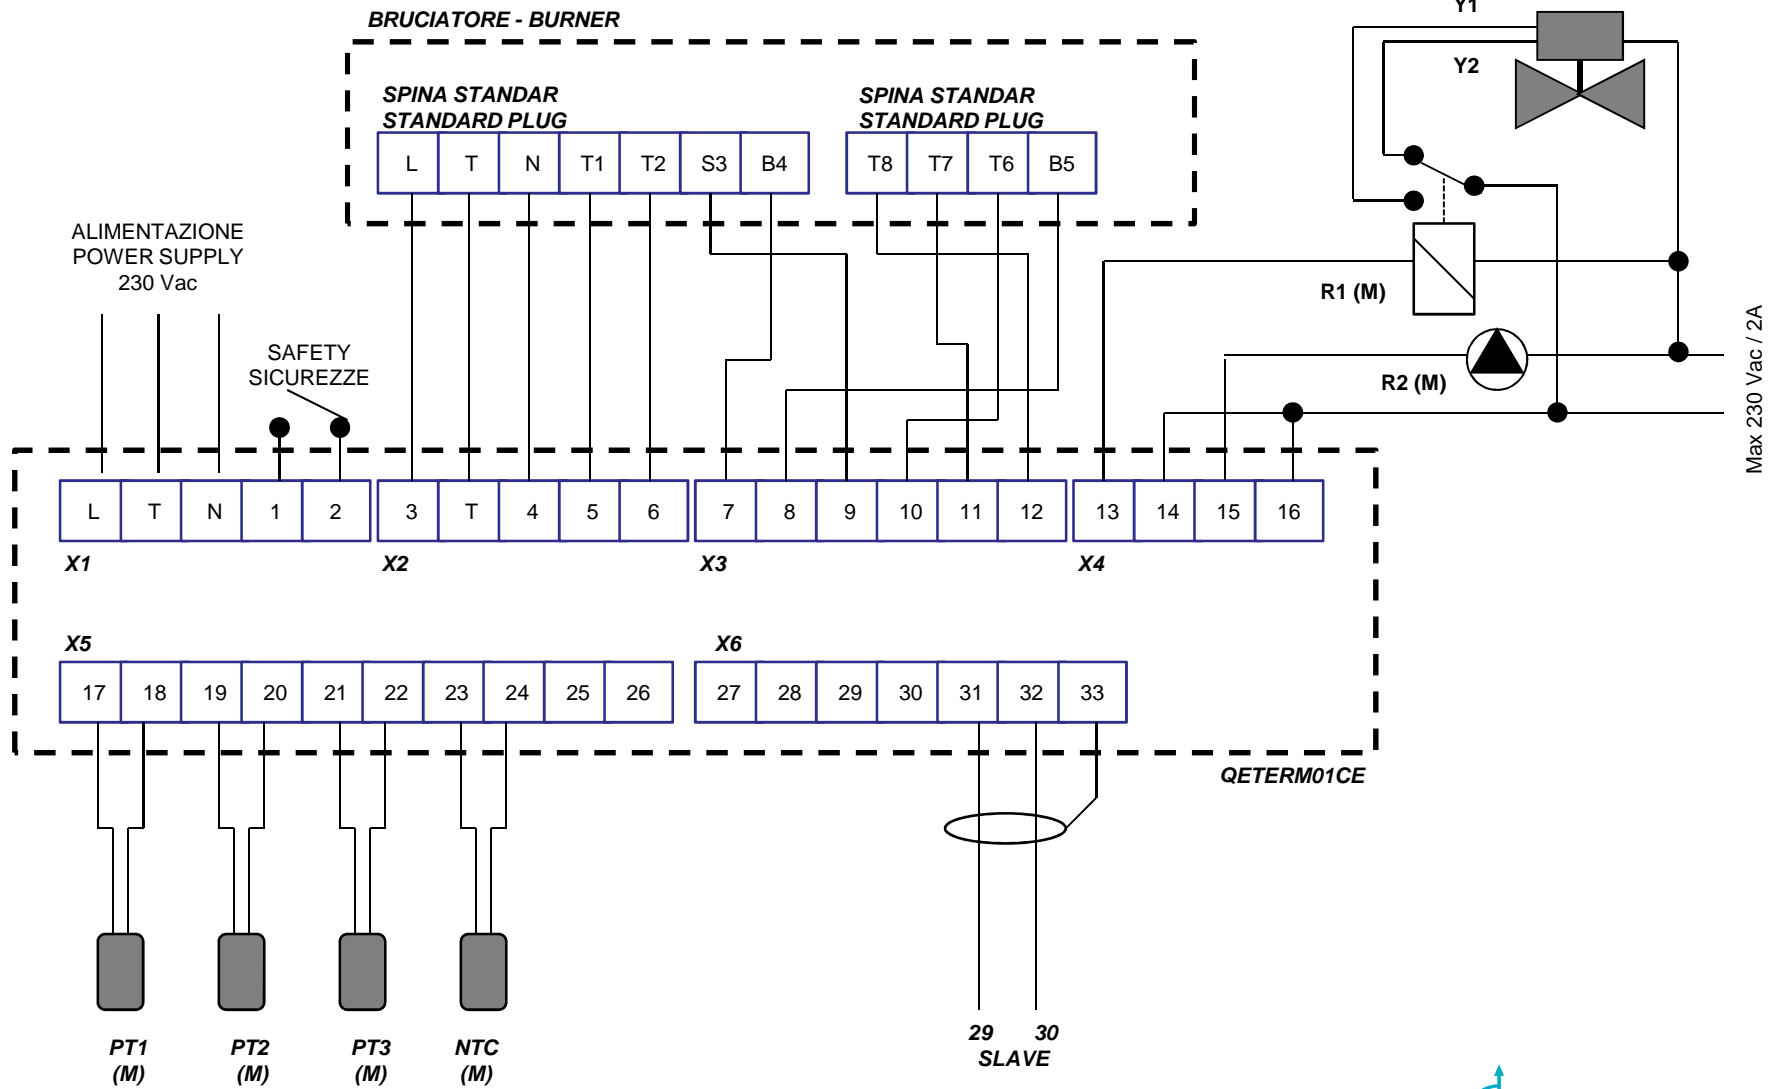 BRUCIATORE - BURNER
SPINA STANDAR
STANDARD PLUG
L T N T1 T2 S3 B4
SPINA STANDAR
STANDARD PLUG
T8 T7 T6 B5
Y1
Y2
ALIMENTAZIONE
POWER SUPPLY
230 Vac
SAFETY
SICUREZZE
R1 (M)
R2 (M)
Max 230 Vac / 2A
L T N 1 2
X1
3 T 4 5 6
X2
7 8 9 10 11 12
X3
13 14 15 16
X4
X5
17 18 19 20 21 22 23 24 25 26
X6
27 28 29 30 31 32 33
QETERM01CE
PT1
(M)
PT2
(M)
PT3
(M)
NTC
(M)
29 30
SLAVE